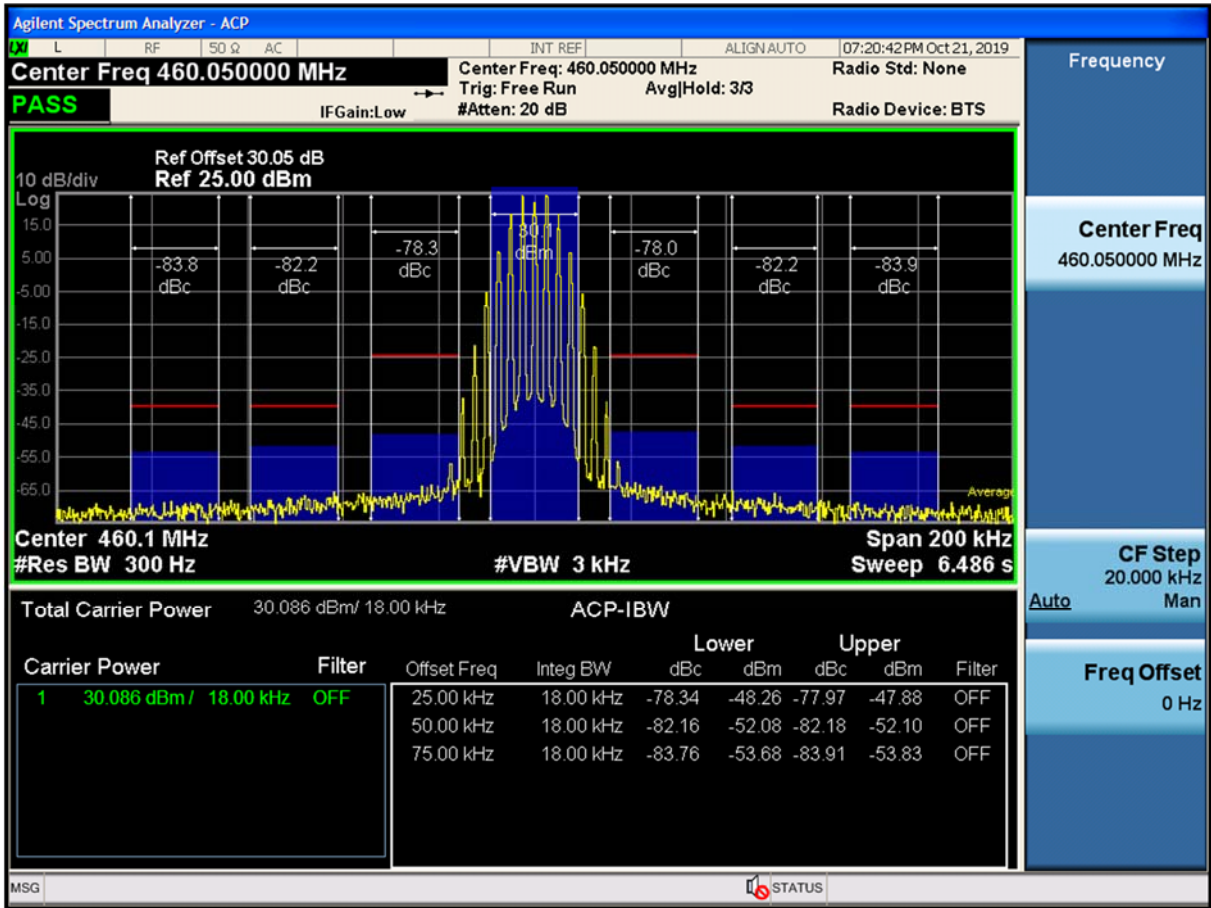 Agilent Spectrum Analyzer - ACP
LXI L RF 50 Ω AC INT REF ALIGN AUTO 07:20:42 PM Oct 21, 2019
Center Freq 460.050000 MHz
Center Freq: 460.050000 MHz
Radio Std: None
Trig: Free Run Avg|Hold: 3/3
PASS
IFGain:Low
#Atten: 20 dB
Radio Device: BTS
Ref Offset 30.05 dB
10 dB/div Ref 25.00 dBm
Log
15.0
5.00
-5.00
-15.0
-25.0
-35.0
-45.0
-55.0
-65.0
-83.8
dBc
-82.2
dBc
-78.3
dBc
30.1
dBm
-78.0
dBc
-82.2
dBc
-83.9
dBc
Average
Center 460.1 MHz Span 200 kHz
#Res BW 300 Hz #VBW 3 kHz Sweep 6.486 s
Total Carrier Power 30.086 dBm/ 18.00 kHz ACP-IBW
Lower Upper
Carrier Power Filter
Offset Freq Integ BW dBc dBm dBc dBm Filter
1 30.086 dBm / 18.00 kHz OFF
25.00 kHz 18.00 kHz -78.34 -48.26 -77.97 -47.88 OFF
50.00 kHz 18.00 kHz -82.16 -52.08 -82.18 -52.10 OFF
75.00 kHz 18.00 kHz -83.76 -53.68 -83.91 -53.83 OFF
Frequency
Center Freq
460.050000 MHz
CF Step
20.000 kHz
Auto Man
Freq Offset
0 Hz
MSG STATUS